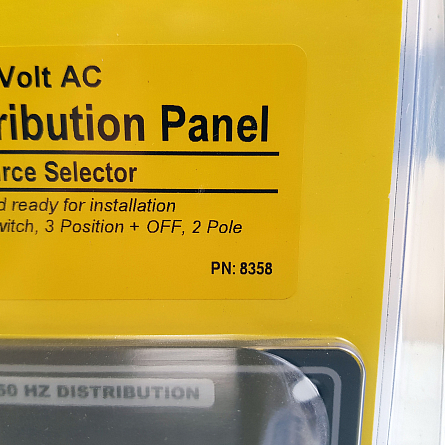 Volt AC
ribution Panel
urce Selector
d ready for installation
witch, 3 Position + OFF, 2 Pole
PN: 8358
50 HZ DISTRIBUTION